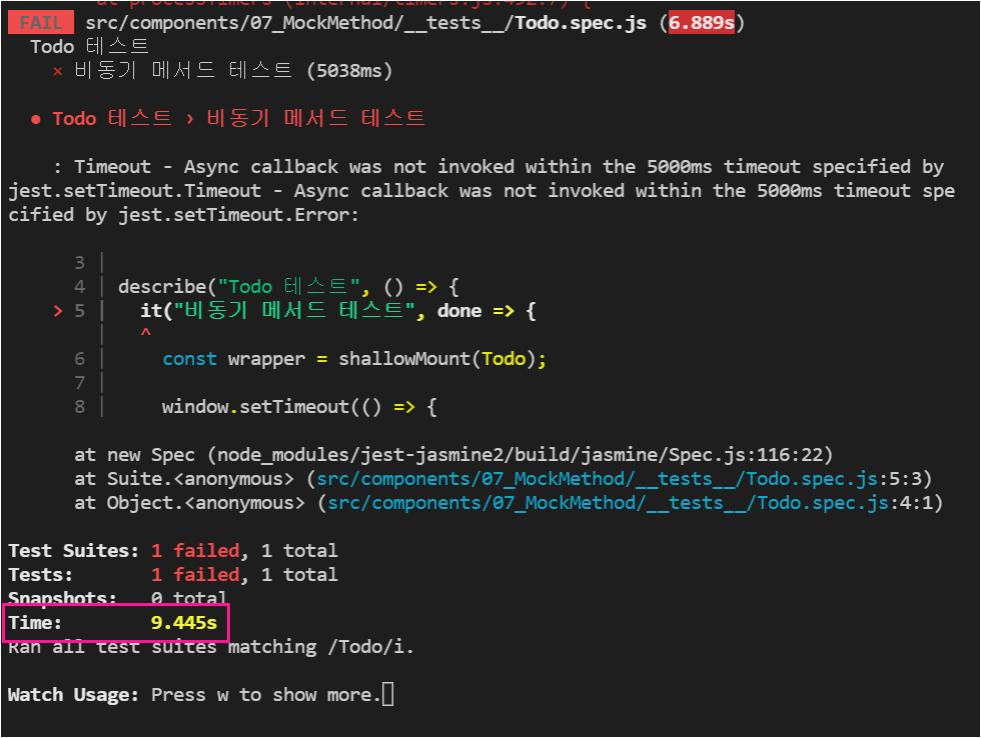 at processTimers (internal/timers.js:492:7) {
FAIL src/components/07_MockMethod/__tests__/Todo.spec.js (6.889s)
Todo 테스트
× 비동기 메서드 테스트 (5038ms)
● Todo 테스트 › 비동기 메서드 테스트
: Timeout - Async callback was not invoked within the 5000ms timeout specified by
jest.setTimeout.Timeout - Async callback was not invoked within the 5000ms timeout spe
cified by jest.setTimeout.Error:
3 |
4 | describe("Todo 테스트", () => {
> 5 | it("비동기 메서드 테스트", done => {
| ^
6 | const wrapper = shallowMount(Todo);
7 |
8 | window.setTimeout(() => {
at new Spec (node_modules/jest-jasmine2/build/jasmine/Spec.js:116:22)
at Suite.<anonymous> (src/components/07_MockMethod/__tests__/Todo.spec.js:5:3)
at Object.<anonymous> (src/components/07_MockMethod/__tests__/Todo.spec.js:4:1)
Test Suites: 1 failed, 1 total
Tests: 1 failed, 1 total
Snapshots: 0 total
Time: 9.445s
Ran all test suites matching /Todo/i.
Watch Usage: Press w to show more.